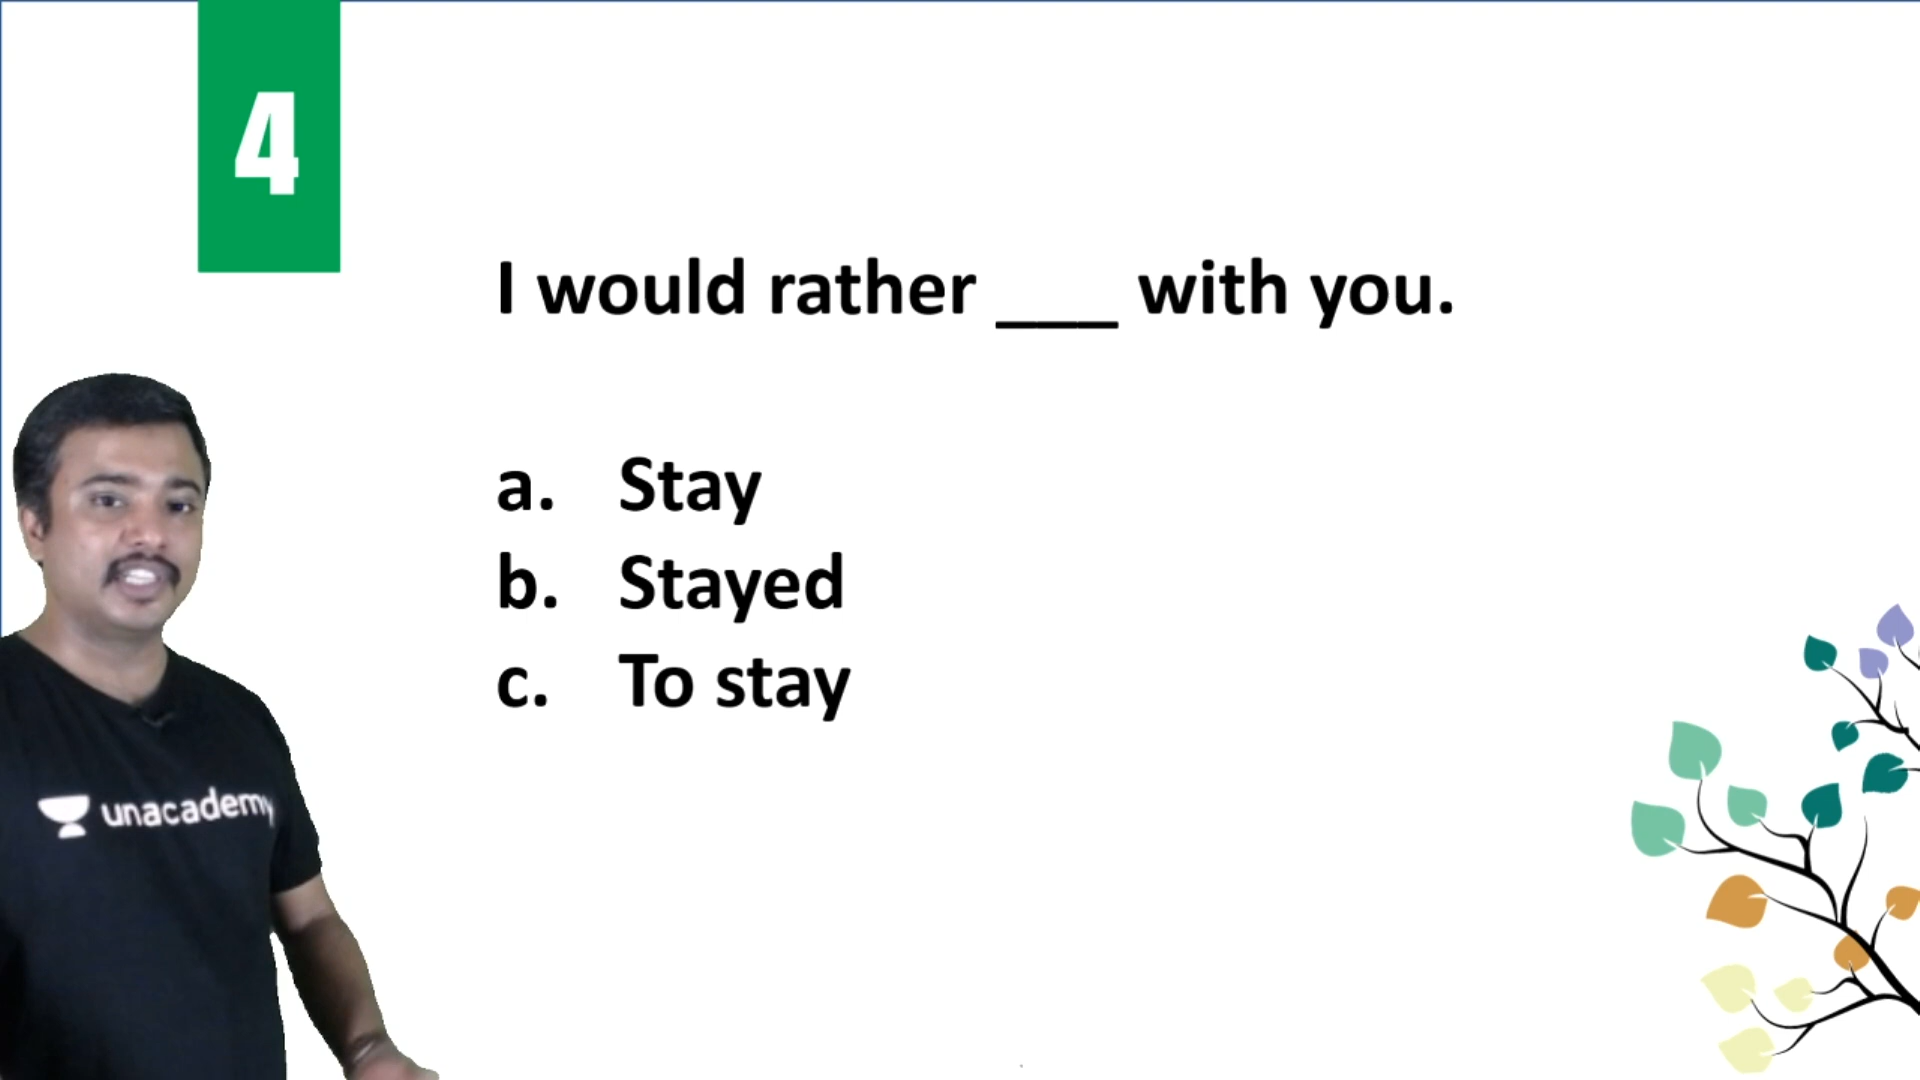 4
I would rather ___ with you.
a. Stay
b. Stayed
c. To stay
unacademy